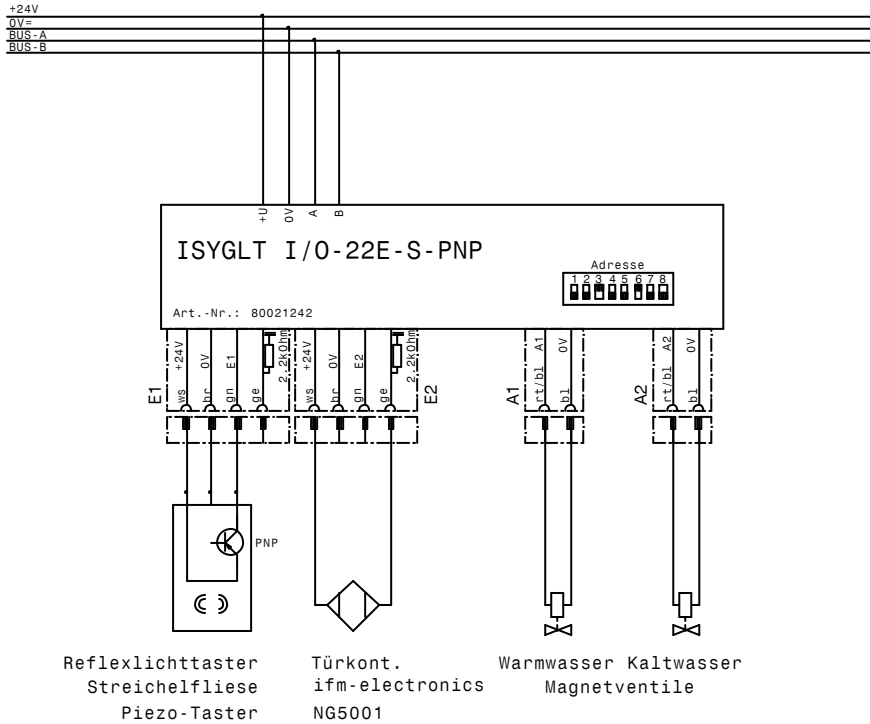 +24V
0V=
BUS-A
BUS-B
+U
0V
A
B
ISYGLT I/O-22E-S-PNP
Adresse
1 2 3 4 5 6 7 8
Art.-Nr.: 80021242
E1
+24V
0V
E1
2.2kOhm
ws
br
gn
ge
+24V
0V
E2
2.2kOhm
ws
br
gn
ge
E2
A1
A1
0V
rt/bl
bl
A2
A2
0V
rt/bl
bl
PNP
Reflexlichttaster
Streichelfliese
Piezo-Taster
Türkont.
ifm-electronics
NG5001
Warmwasser Kaltwasser
Magnetventile